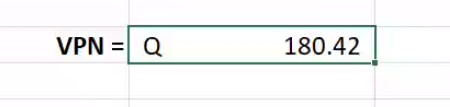 VPN = Q 180.42